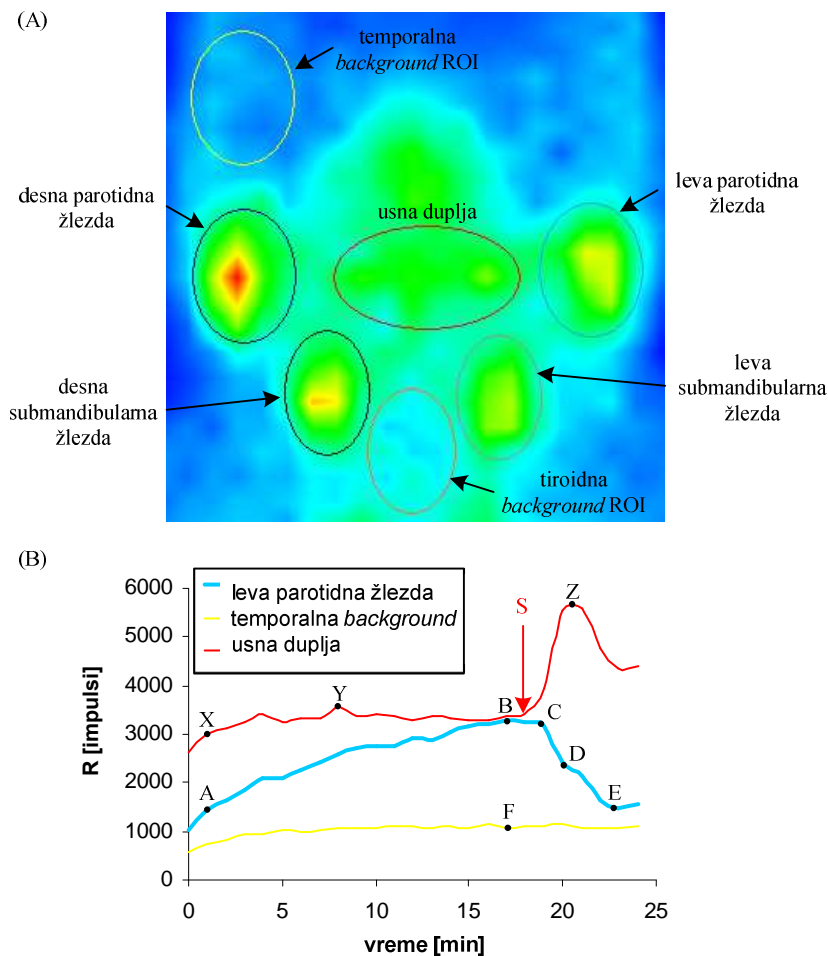 (A)
temporalna
background ROI
desna parotidna
žlezda
usna duplja
leva parotidna
žlezda
desna
submandibularna
žlezda
leva
submandibularna
žlezda
tiroidna
background ROI
(B)
leva parotidna žlezda
temporalna background
usna duplja
R [impulsi]
6000
5000
4000
3000
2000
1000
0
X
Y
S
Z
A
B
C
D
E
F
0
5
10
15
20
25
vreme [min]